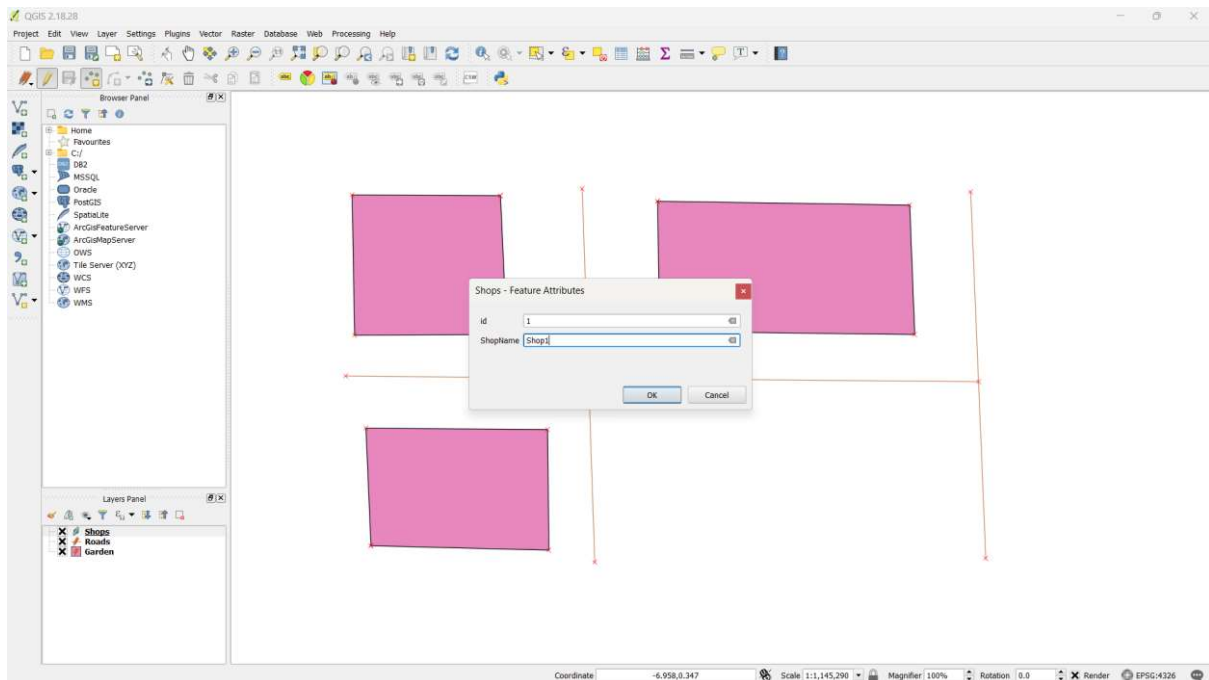 QGIS 2.18.28
Project Edit View Layer Settings Plugins Vector Raster Database Web Processing Help
Browser Panel
Home
Favourites
C:/
DB2
MSSQL
Oracle
PostGIS
SpatiaLite
ArcGisFeatureServer
ArcGisMapServer
OWS
Tile Server (XYZ)
WCS
WFS
WMS
Shops - Feature Attributes
id 1
ShopName Shop1
OK Cancel
Layers Panel
Shops
Roads
Garden
Coordinate -6.958,0.347 Scale 1:1,145,290 Magnifier 100% Rotation 0.0 Render EPSG:4326